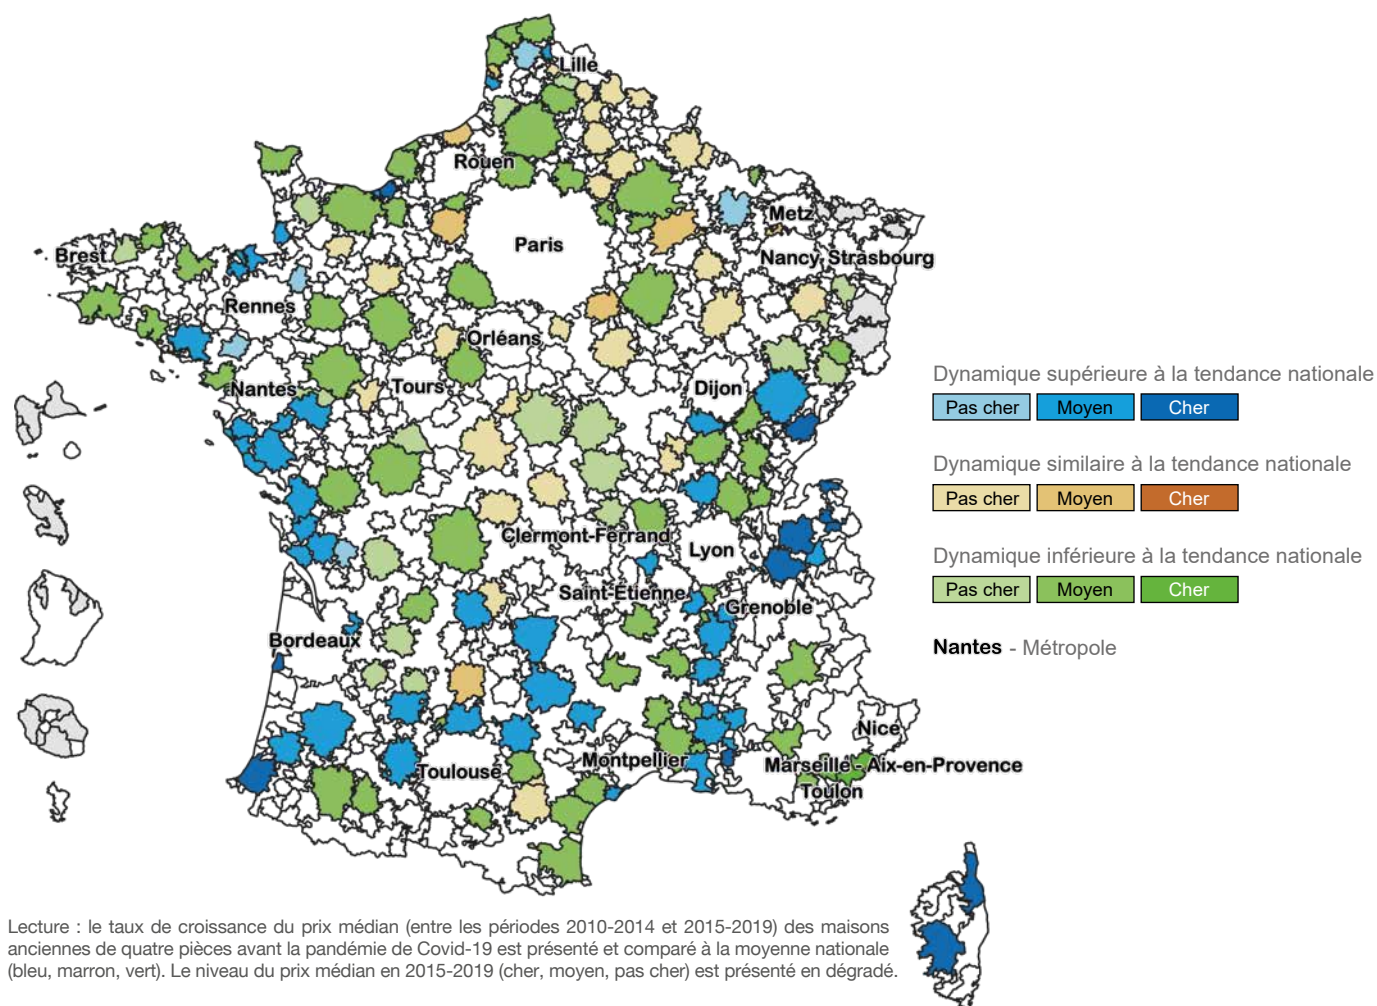 Lille
Rouen
Metz
Paris
Brest
Nancy
Strasbourg
Rennes
Orléans
Nantes
Tours
Dijon
Clermont-Ferrand
Lyon
Saint-Étienne
Grenoble
Bordeaux
Nice
Montpellier
Marseille - Aix-en-Provence
Toulouse
Toulon
Dynamique supérieure à la tendance nationale
Pas cher Moyen Cher
Dynamique similaire à la tendance nationale
Pas cher Moyen Cher
Dynamique inférieure à la tendance nationale
Pas cher Moyen Cher
Nantes - Métropole
Lecture : le taux de croissance du prix médian (entre les périodes 2010-2014 et 2015-2019) des maisons
anciennes de quatre pièces avant la pandémie de Covid-19 est présenté et comparé à la moyenne nationale
(bleu, marron, vert). Le niveau du prix médian en 2015-2019 (cher, moyen, pas cher) est présenté en dégradé.